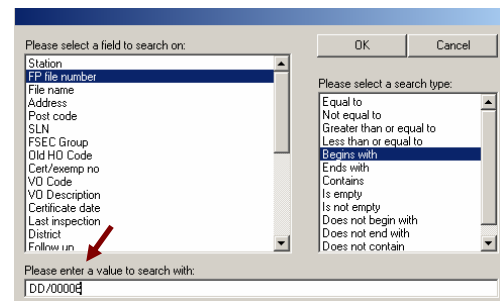 Please select a field to search on:
OK
Cancel
Station
FP file number
File name
Address
Post code
SLN
FSEC Group
Old HO Code
Cert/exemp no
VO Code
VO Description
Certificate date
Last inspection
District
Follow up
Please select a search type:
Equal to
Not equal to
Greater than or equal to
Less than or equal to
Begins with
Ends with
Contains
Is empty
Is not empty
Does not begin with
Does not end with
Does not contain
Please enter a value to search with:
DD/00006